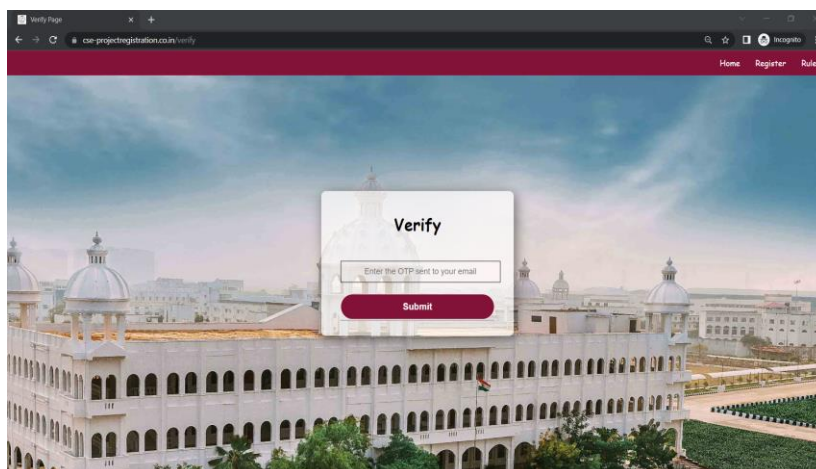 Verify Page
cse-projectregistration.co.in/verify
Incognito
Home Register Rule
Verify
Enter the OTP sent to your email
Submit